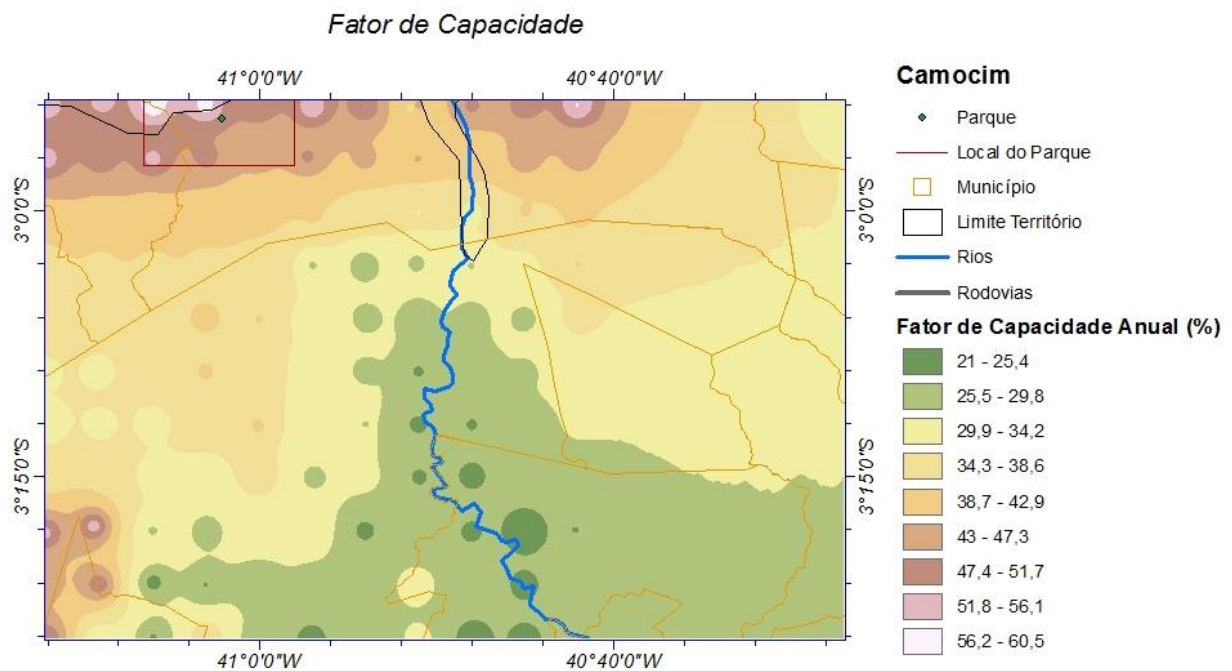 Fator de Capacidade
41°0'0"W
40°40'0"W
3°0'0"S
3°0'0"S
3°15'0"S
3°15'0"S
41°0'0"W
40°40'0"W
Camocim
Parque
Local do Parque
Município
Limite Território
Rios
Rodovias
Fator de Capacidade Anual (%)
21 - 25,4
25,5 - 29,8
29,9 - 34,2
34,3 - 38,6
38,7 - 42,9
43 - 47,3
47,4 - 51,7
51,8 - 56,1
56,2 - 60,5